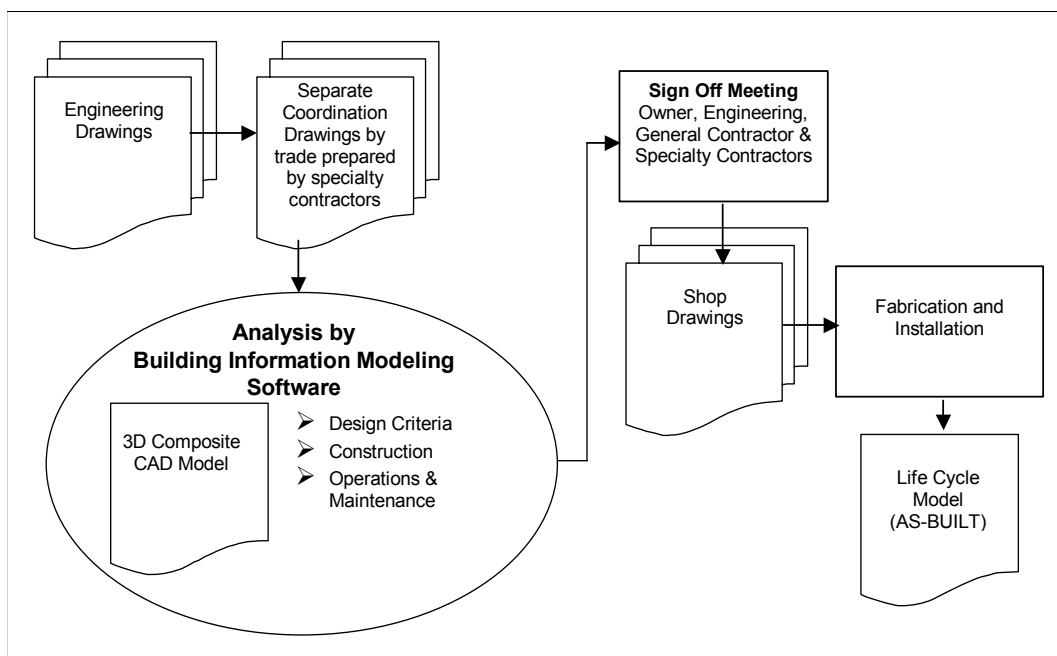 Engineering
Drawings
Separate
Coordination
Drawings by
trade prepared
by specialty
contractors
Analysis by
Building Information Modeling
Software
3D Composite
CAD Model
➢ Design Criteria
➢ Construction
➢ Operations &
Maintenance
Sign Off Meeting
Owner, Engineering,
General Contractor &
Specialty Contractors
Shop
Drawings
Fabrication and
Installation
Life Cycle
Model
(AS-BUILT)